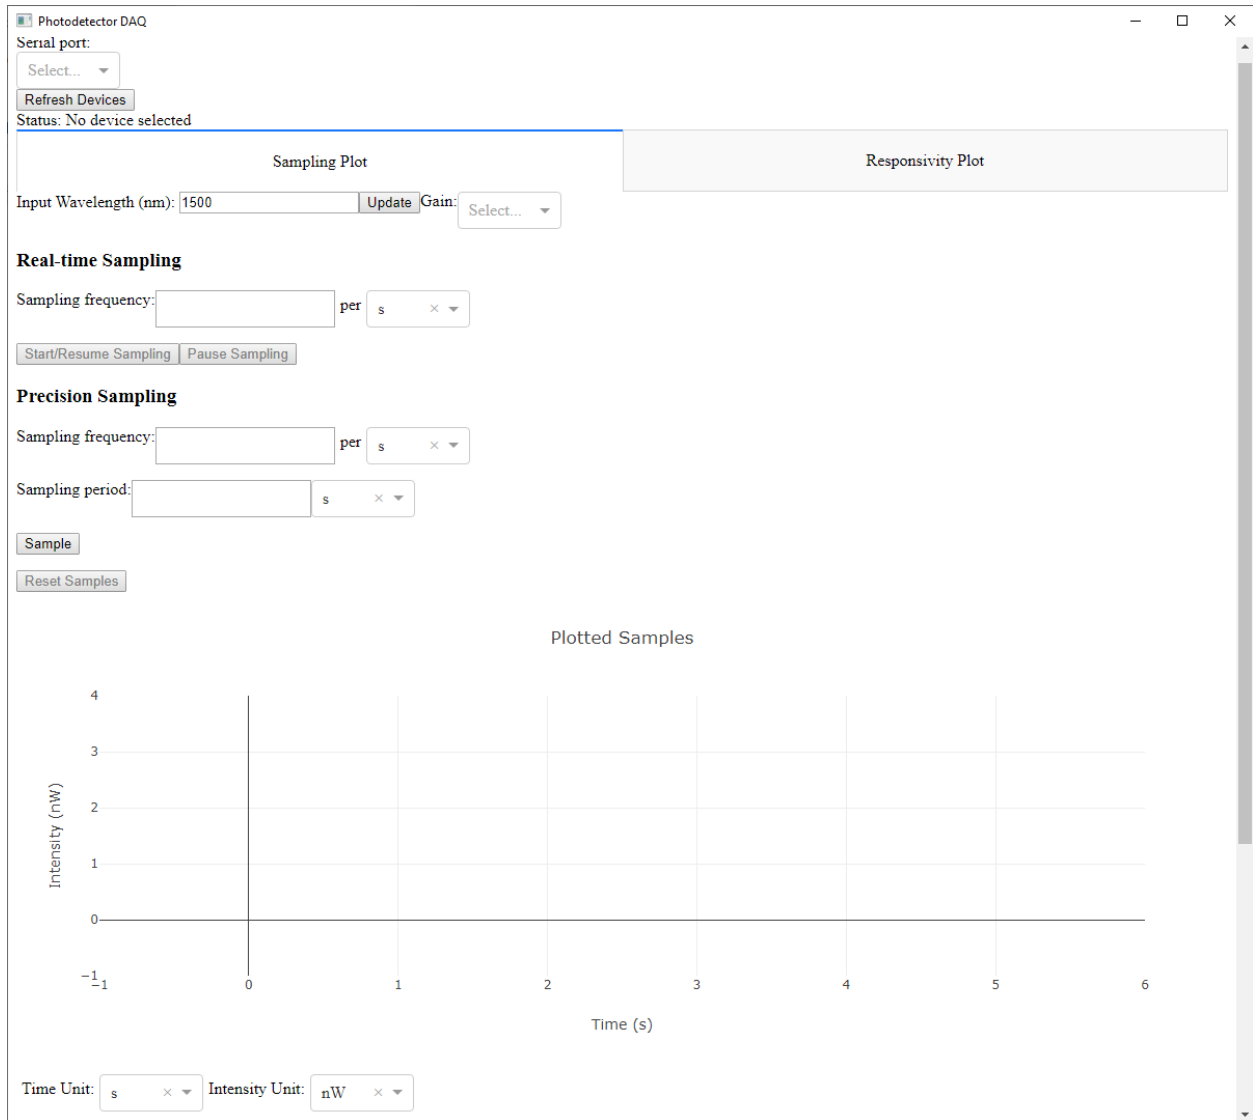 Photodetector DAQ
Serial port:
Select...
Refresh Devices
Status: No device selected
Sampling Plot Responsivity Plot
Input Wavelength (nm): 1500 Update Gain: Select...
Real-time Sampling
Sampling frequency: per s
Start/Resume Sampling Pause Sampling
Precision Sampling
Sampling frequency: per s
Sampling period: s
Sample
Reset Samples
Plotted Samples
4
3
2
1
0
−1
Intensity (nW)
−1 0 1 2 3 4 5 6
Time (s)
Time Unit: s Intensity Unit: nW